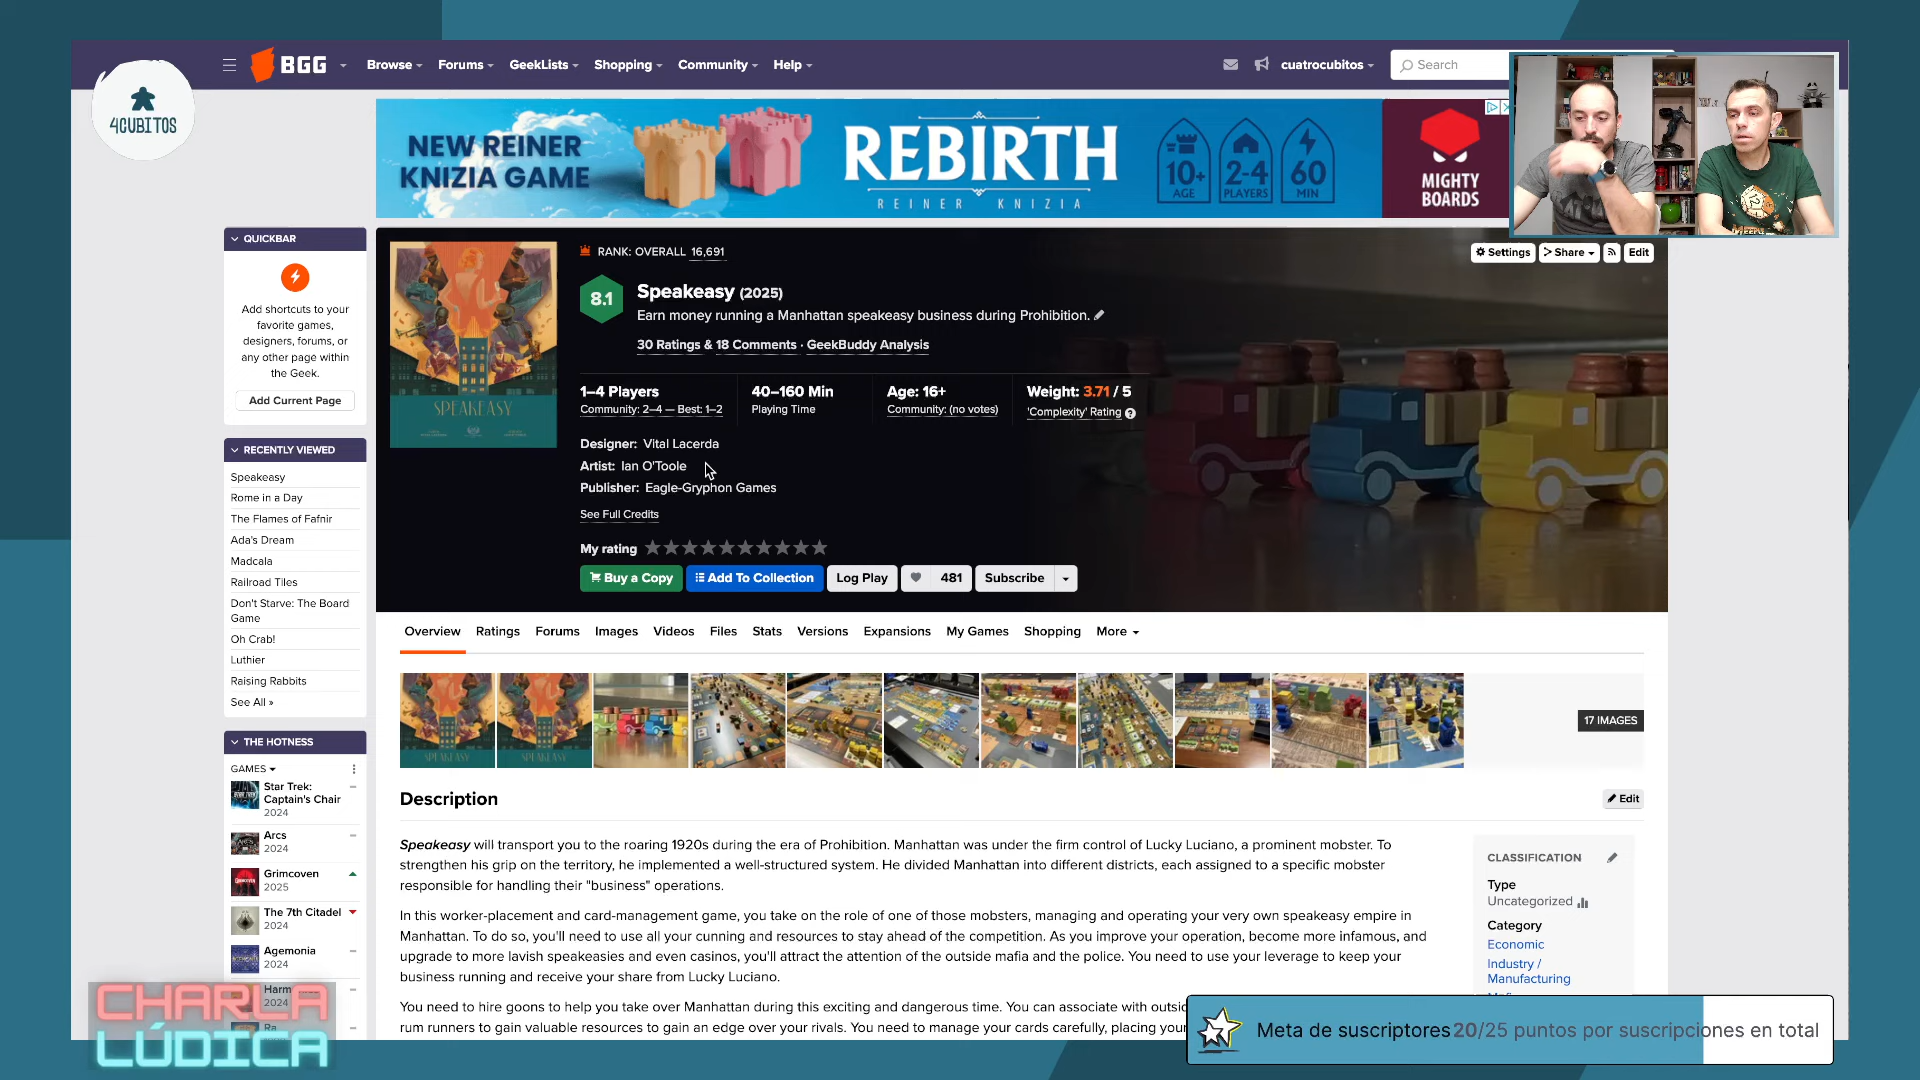 4CUBITOS
BGG
Browse
Forums
GeekLists
Shopping
Community
Help
cuatrocubitos
Search
NEW REINER
KNIZIA GAME
REBIRTH
REINER KNIZIA
10+
AGE
2-4
PLAYERS
60
MIN
MIGHTY
BOARDS
QUICKBAR
Add shortcuts to your
favorite games,
designers, forums, or
any other page within
the Geek.
Add Current Page
RECENTLY VIEWED
Speakeasy
Rome in a Day
The Flames of Fafnir
Ada's Dream
Madcala
Railroad Tiles
Don't Starve: The Board
Game
Oh Crab!
Luthier
Raising Rabbits
See All »
THE HOTNESS
GAMES
Star Trek:
Captain's Chair
2024
Arcs
2024
Grimcoven
2025
The 7th Citadel
2024
Agemonia
2024
Harm
2024
CHARLA
LÚDICA
SPEAKEASY
RANK: OVERALL 16,691
Settings
Share
Edit
8.1
Speakeasy (2025)
Earn money running a Manhattan speakeasy business during Prohibition.
30 Ratings & 18 Comments · GeekBuddy Analysis
1–4 Players
Community: 2–4 — Best: 1–2
40–160 Min
Playing Time
Age: 16+
Community: (no votes)
Weight: 3.71 / 5
'Complexity' Rating
Designer: Vital Lacerda
Artist: Ian O'Toole
Publisher: Eagle-Gryphon Games
See Full Credits
My rating
Buy a Copy
Add To Collection
Log Play
481
Subscribe
Overview
Ratings
Forums
Images
Videos
Files
Stats
Versions
Expansions
My Games
Shopping
More
SPEAKEASY
SPEAKEASY
17 IMAGES
Description
Edit
Speakeasy will transport you to the roaring 1920s during the era of Prohibition. Manhattan was under the firm control of Lucky Luciano, a prominent mobster. To
strengthen his grip on the territory, he implemented a well-structured system. He divided Manhattan into different districts, each assigned to a specific mobster
responsible for handling their "business" operations.
In this worker-placement and card-management game, you take on the role of one of those mobsters, managing and operating your very own speakeasy empire in
Manhattan. To do so, you'll need to use all your cunning and resources to stay ahead of the competition. As you improve your operation, become more infamous, and
upgrade to more lavish speakeasies and even casinos, you'll attract the attention of the outside mafia and the police. You need to use your leverage to keep your
business running and receive your share from Lucky Luciano.
You need to hire goons to help you take over Manhattan during this exciting and dangerous time. You can associate with outsi
rum runners to gain valuable resources to gain an edge over your rivals. You need to manage your cards carefully, placing your
CLASSIFICATION
Type
Uncategorized
Category
Economic
Industry /
Manufacturing
Meta de suscriptores 20/25 puntos por suscripciones en total